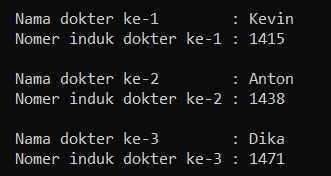 Nama dokter ke-1        : Kevin
Nomer induk dokter ke-1 : 1415
Nama dokter ke-2        : Anton
Nomer induk dokter ke-2 : 1438
Nama dokter ke-3        : Dika
Nomer induk dokter ke-3 : 1471